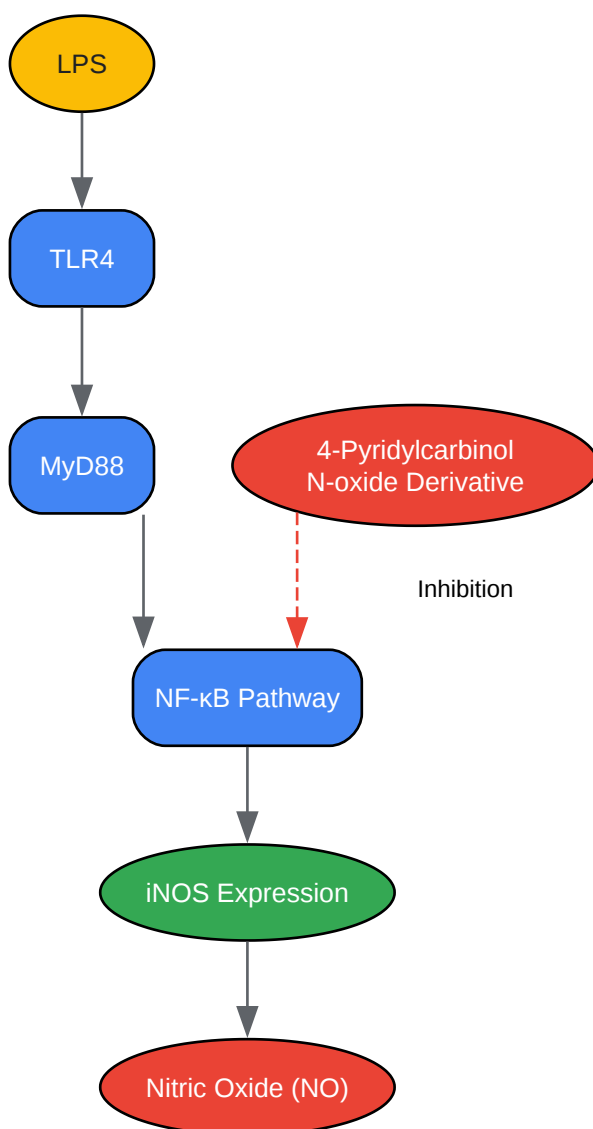 LPS
TLR4
MyD88
4-Pyridylcarbinol
N-oxide Derivative
Inhibition
NF-κB Pathway
iNOS Expression
Nitric Oxide (NO)